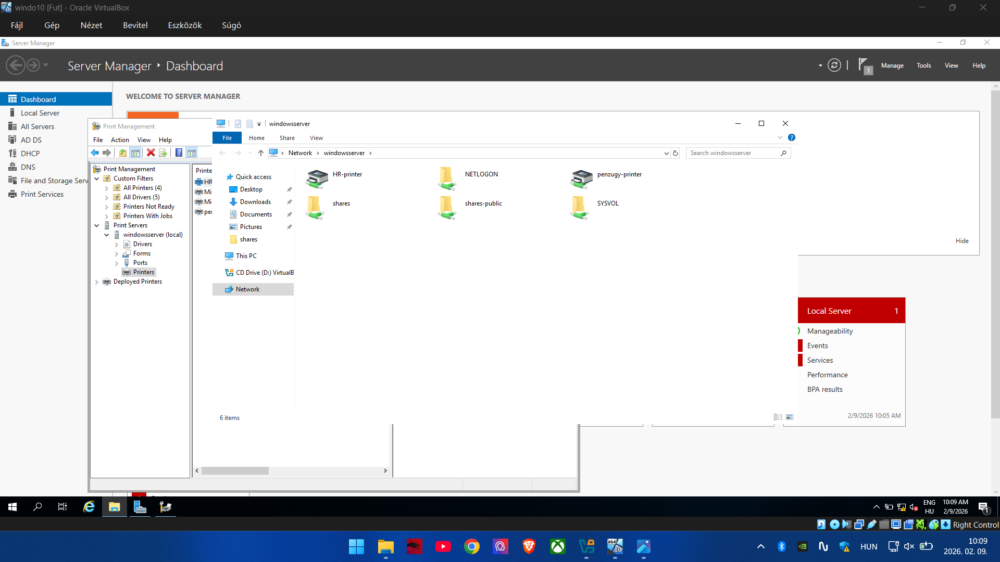 windo10 [Fut] - Oracle VirtualBox
Fájl Gép Nézet Bevitel Eszközök Súgó
Server Manager
Server Manager Dashboard
1 Manage Tools View Help
Dashboard
Local Server
All Servers
AD DS
DHCP
DNS
File and Storage Serv
Print Services
WELCOME TO SERVER MANAGER
Hide
Print Management
File Action View Help
Print Management
Custom Filters
All Printers (4)
All Drivers (5)
Printers Not Ready
Printers With Jobs
Print Servers
windowsserver (local)
Drivers
Forms
Ports
Printers
Deployed Printers
Printe
HR
Mi
Mi
per
windowsserver
File Home Share View
Network windowsserver
Search windowsserver
Quick access
Desktop
Downloads
Documents
Pictures
shares
This PC
CD Drive (D:) VirtualB
Network
HR-printer
NETLOGON
penzugy-printer
shares
shares-public
SYSVOL
6 items
Local Server 1
Manageability
Events
Services
Performance
BPA results
2/9/2026 10:05 AM
ENG
HU
10:09 AM
2/9/2026
1
Right Control
HUN
10:09
2026. 02. 09.